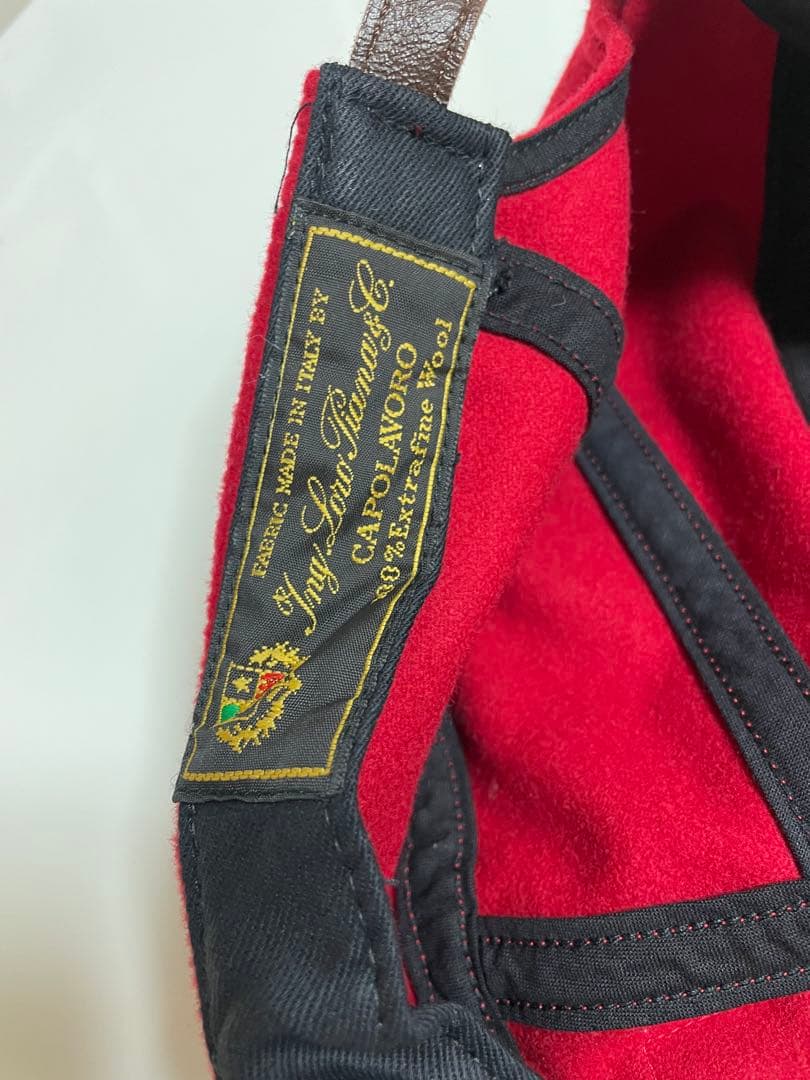 FABRIC MADE IN ITALY BY
Ing. Loro Piana & C.
CAPOLAVORO
Extrafine Wool